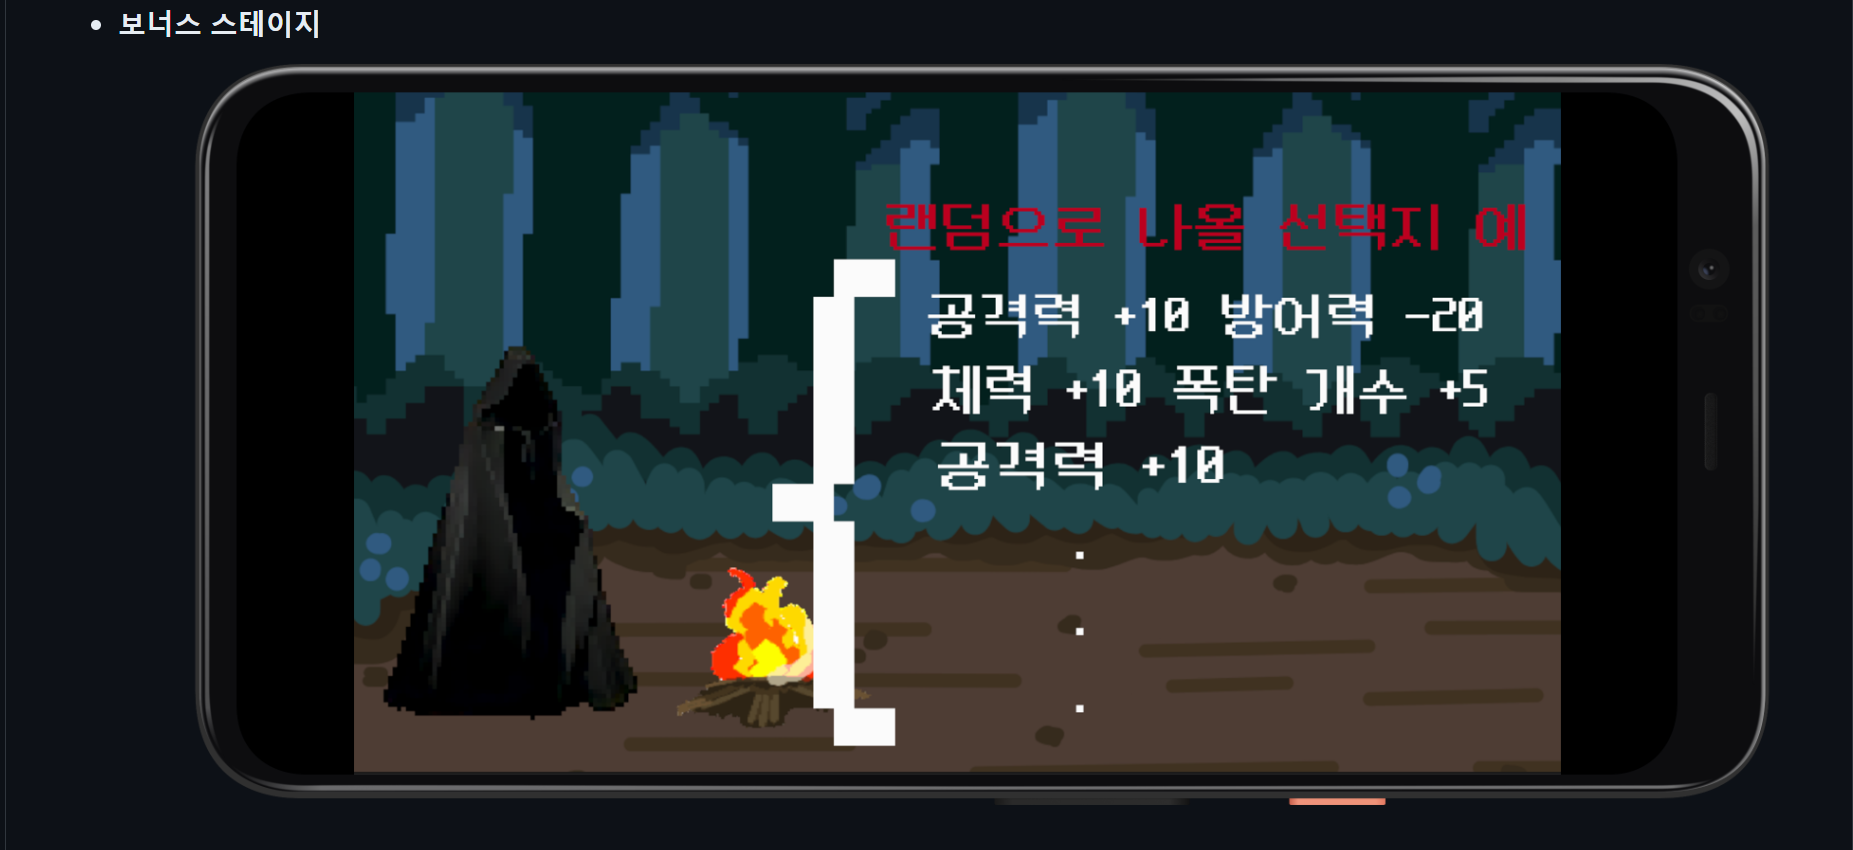 보너스 스테이지
랜덤으로 나올 선택지 예
공격력 +10 방어력 -20
체력 +10 폭탄 개수 +5
공격력 +10
.
.
.